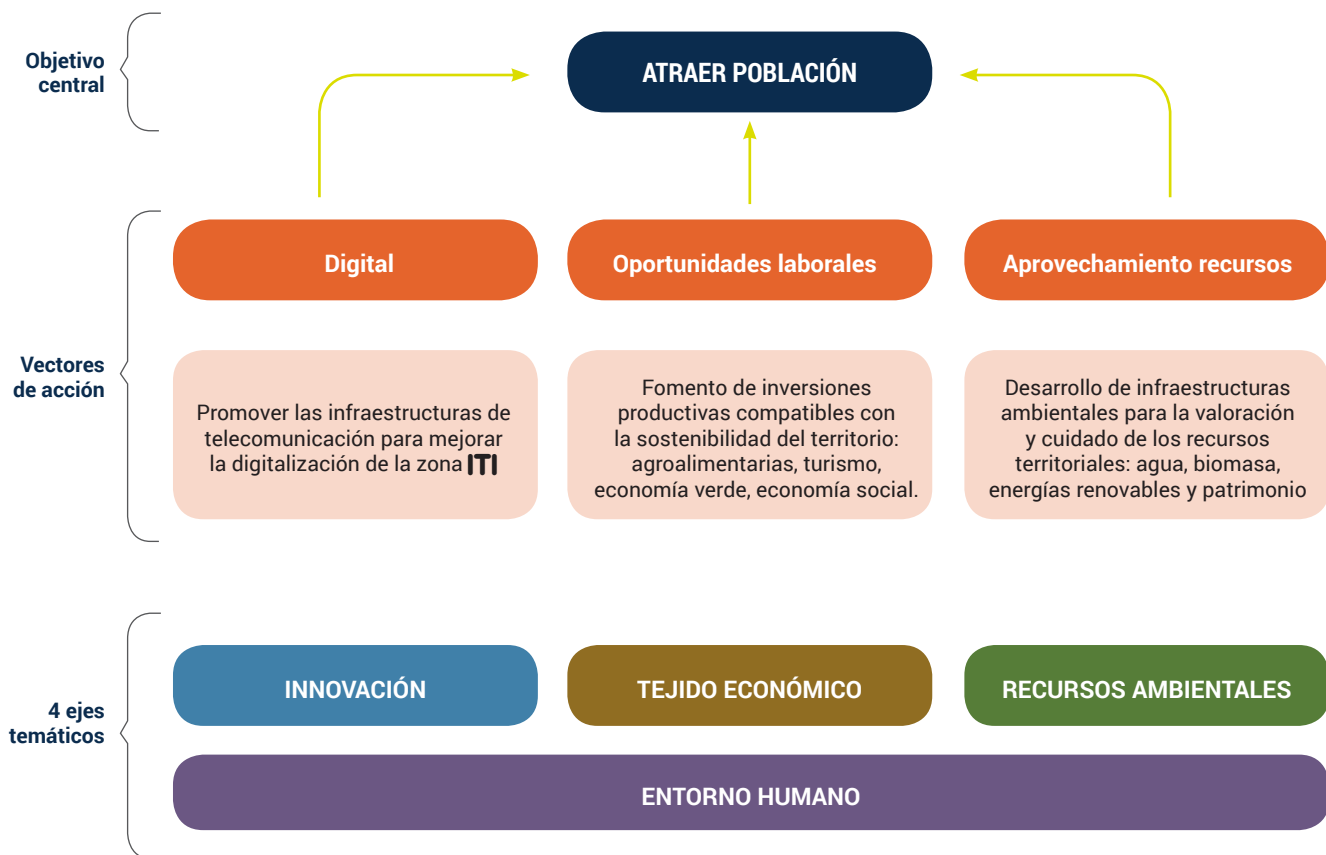 Objetivo
central
ATRAER POBLACIÓN
Vectores
de acción
Digital
Oportunidades laborales
Aprovechamiento recursos
Promover las infraestructuras de
telecomunicación para mejorar
la digitalización de la zona ITI
Fomento de inversiones
productivas compatibles con
la sostenibilidad del territorio:
agroalimentarias, turismo,
economía verde, economía social.
Desarrollo de infraestructuras
ambientales para la valoración
y cuidado de los recursos
territoriales: agua, biomasa,
energías renovables y patrimonio
4 ejes
temáticos
INNOVACIÓN
TEJIDO ECONÓMICO
RECURSOS AMBIENTALES
ENTORNO HUMANO